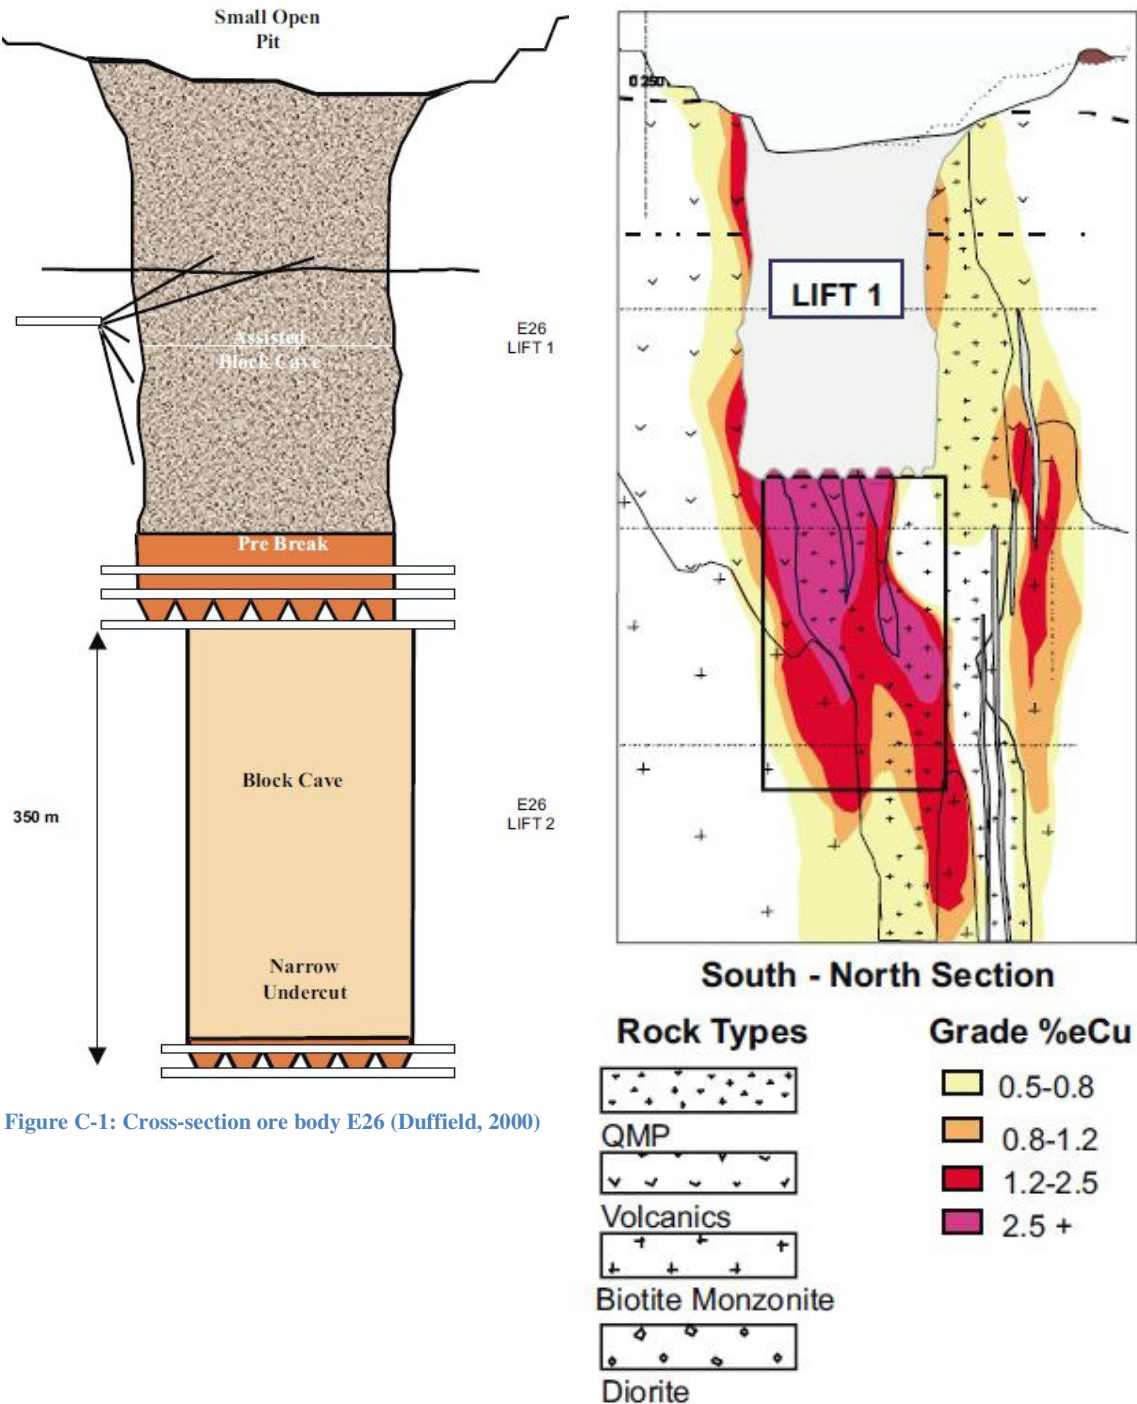 Small Open
Pit
Assisted
Block Cave
E26
LIFT 1
Pre Break
Block Cave
350 m
E26
LIFT 2
Narrow
Undercut
Figure C-1: Cross-section ore body E26 (Duffield, 2000)
0 250
LIFT 1
South - North Section
Rock Types
QMP
Volcanics
Biotite Monzonite
Diorite
Grade %eCu
0.5-0.8
0.8-1.2
1.2-2.5
2.5 +